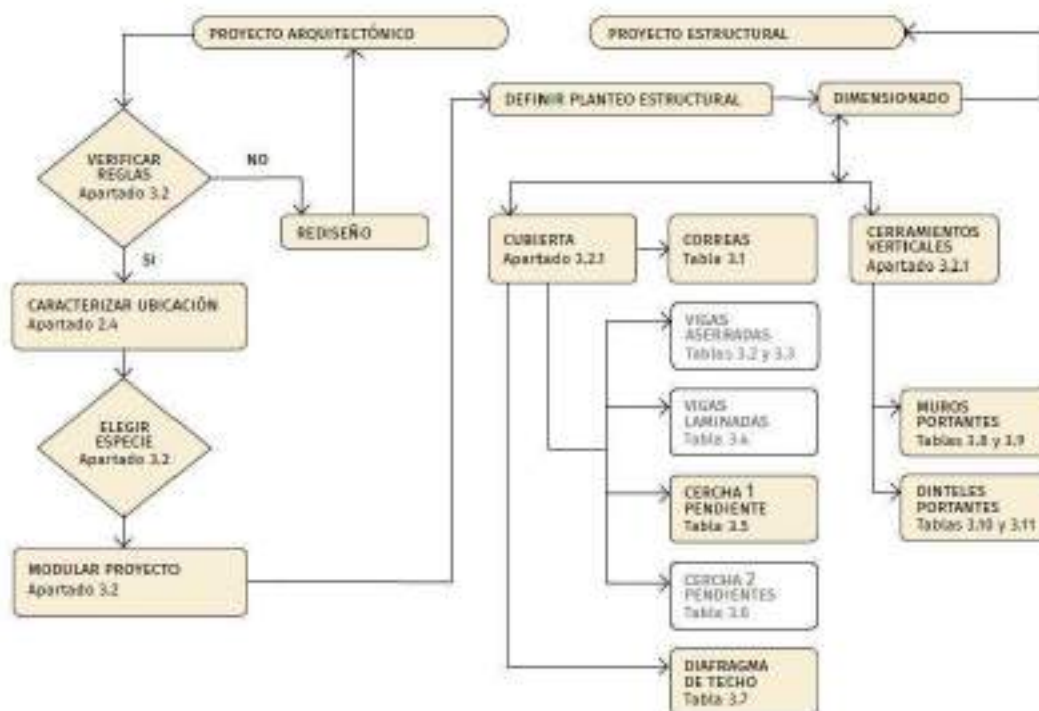 PROYECTO ARQUITECTÓNICO
PROYECTO ESTRUCTURAL
DEFINIR PLANTEO ESTRUCTURAL
DIMENSIONADO
VERIFICAR
REGLAS
Apartado 3.2
NO
REDISEÑO
SI
CARACTERIZAR UBICACIÓN
Apartado 2.4
ELEGIR
ESPECIE
Apartado 3.2
MODULAR PROYECTO
Apartado 3.2
CUBIERTA
Apartado 3.2.1
CORREAS
Tabla 3.1
VIGAS
ASERRADAS
Tablas 3.2 y 3.3
VIGAS
LAMINADAS
Tabla 3.4
CERCHA 1
PENDIENTE
Tabla 3.5
CERCHA 2
PENDIENTES
Tabla 3.6
DIAFRAGMA
DE TECHO
Tabla 3.7
CERRAMIENTOS
VERTICALES
Apartado 3.2.1
MUROS
PORTANTES
Tablas 3.8 y 3.9
DINTELES
PORTANTES
Tablas 3.10 y 3.11